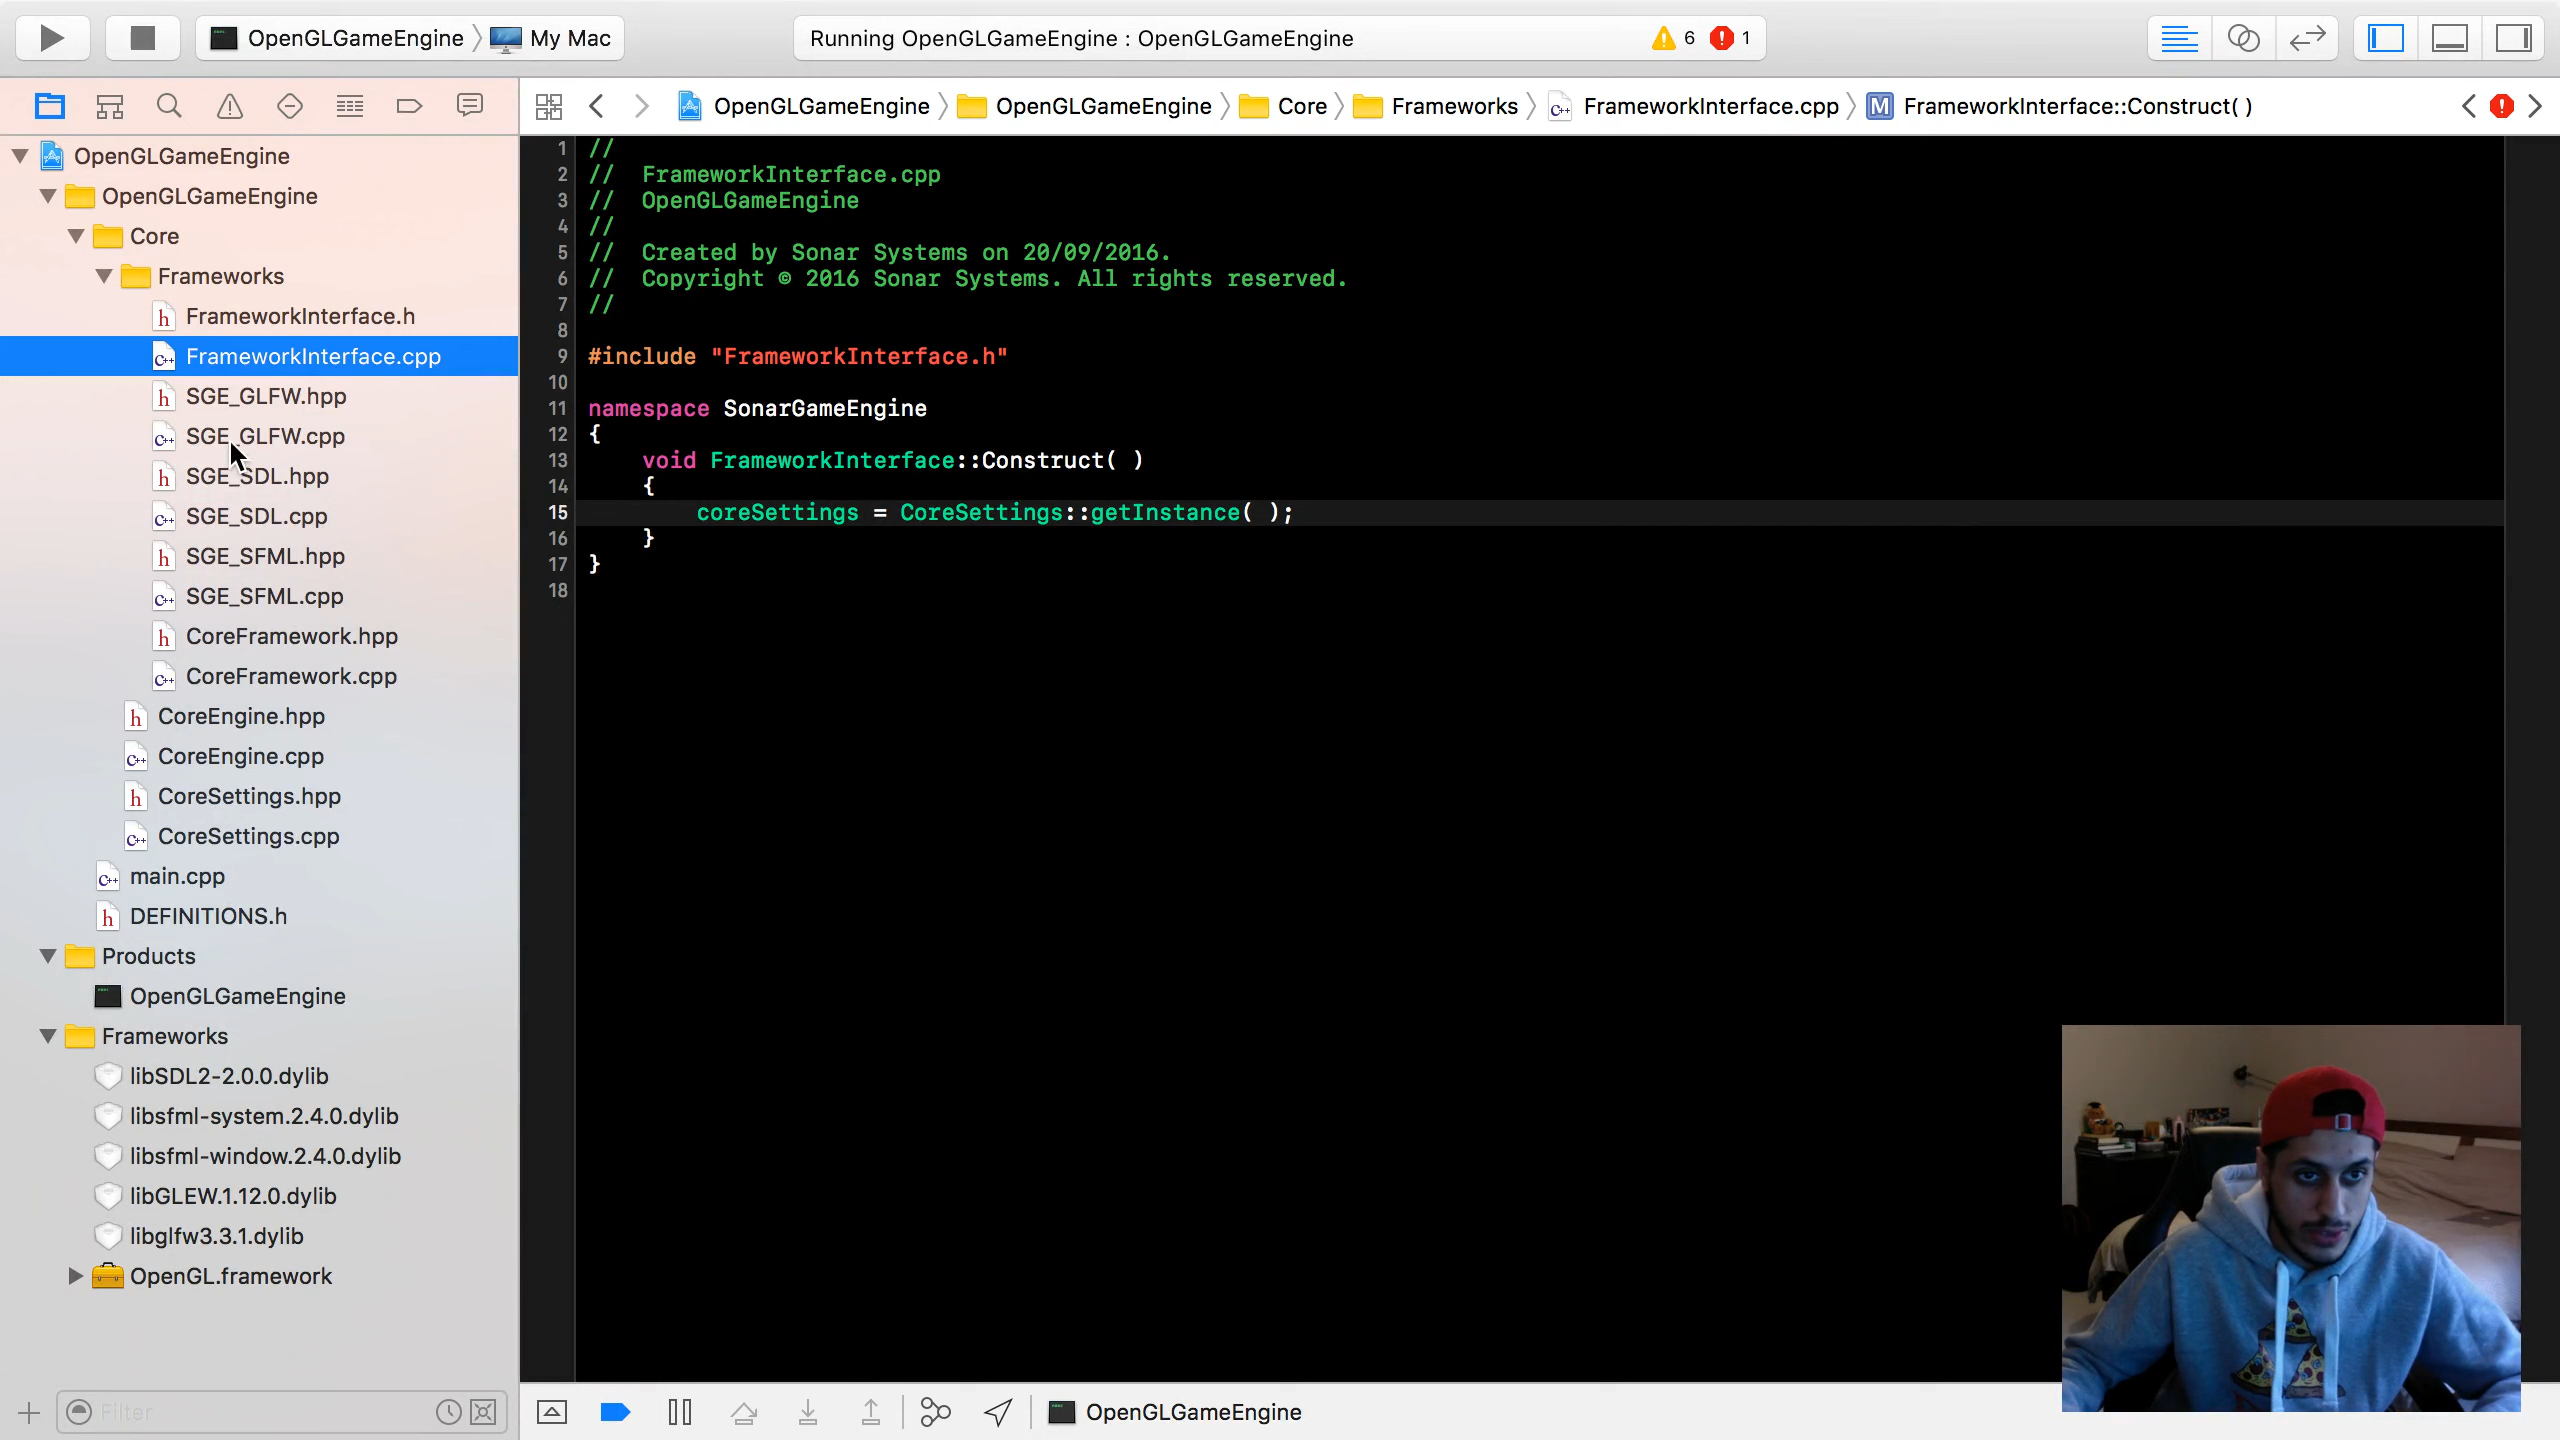 OpenGLGameEngine 〉 My Mac
Running OpenGLGameEngine : OpenGLGameEngine
6
1
OpenGLGameEngine 〉 OpenGLGameEngine 〉 Core 〉 Frameworks 〉 FrameworkInterface.cpp 〉 M FrameworkInterface::Construct( )
OpenGLGameEngine
OpenGLGameEngine
Core
Frameworks
h FrameworkInterface.h
C++ FrameworkInterface.cpp
h SGE_GLFW.hpp
C++ SGE_GLFW.cpp
h SGE_SDL.hpp
C++ SGE_SDL.cpp
h SGE_SFML.hpp
C++ SGE_SFML.cpp
h CoreFramework.hpp
C++ CoreFramework.cpp
h CoreEngine.hpp
C++ CoreEngine.cpp
h CoreSettings.hpp
C++ CoreSettings.cpp
C++ main.cpp
h DEFINITIONS.h
Products
OpenGLGameEngine
Frameworks
libSDL2-2.0.0.dylib
libsfml-system.2.4.0.dylib
libsfml-window.2.4.0.dylib
libGLEW.1.12.0.dylib
libglfw3.3.1.dylib
OpenGL.framework
Filter
1 //
2 //  FrameworkInterface.cpp
3 //  OpenGLGameEngine
4 //
5 //  Created by Sonar Systems on 20/09/2016.
6 //  Copyright © 2016 Sonar Systems. All rights reserved.
7 //
8
9 #include "FrameworkInterface.h"
10
11 namespace SonarGameEngine
12 {
13     void FrameworkInterface::Construct( )
14     {
15         coreSettings = CoreSettings::getInstance( );
16     }
17 }
18
OpenGLGameEngine